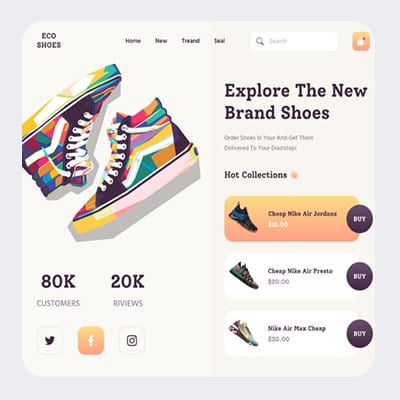 ECO
SHOES
Home New Treand Seal
Search
Explore The New
Brand Shoes
Order Shoes In Your And Get Them
Delivered To Your Doorstep!
Hot Collections
Cheap Nike Air Jordans
$18.00
BUY
Cheap Nike Air Presto
$20.00
BUY
Nike Air Max Cheap
$30.00
BUY
80K
CUSTOMERS
20K
RIVIEWS